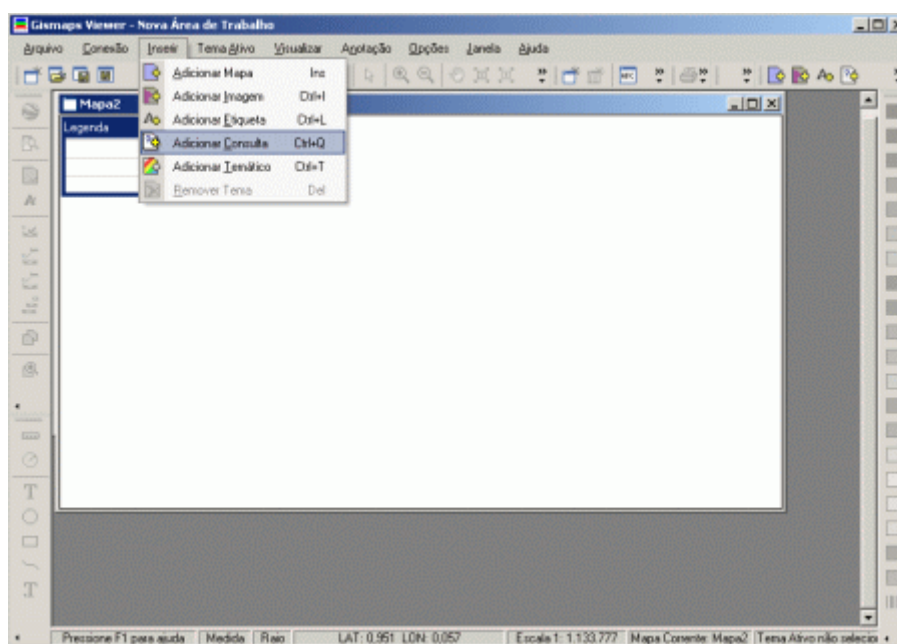 Gismaps Viewer - Nova Área de Trabalho
Arquivo Conexão Inserir Tema Ativo Visualizar Anotação Opções Janela Ajuda
Adicionar Mapa Ins
Adicionar Imagem Ctrl+I
Adicionar Etiqueta Ctrl+L
Adicionar Consulta Ctrl+Q
Adicionar Temático Ctrl+T
Remover Tema Del
Mapa2
Legenda
Pressione F1 para ajuda Medida Raio LAT: 0,951 LON: 0,057 Escala 1: 1.133.777 Mapa Corrente: Mapa2 Tema Ativo não selecio